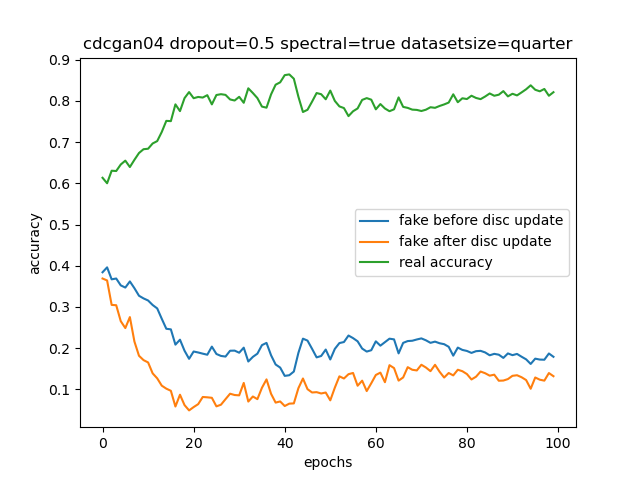 cdcgan04 dropout=0.5 spectral=true datasetsize=quarter
0.9
0.8
0.7
0.6
0.5
0.4
0.3
0.2
0.1
accuracy
fake before disc update
fake after disc update
real accuracy
0 20 40 60 80 100
epochs